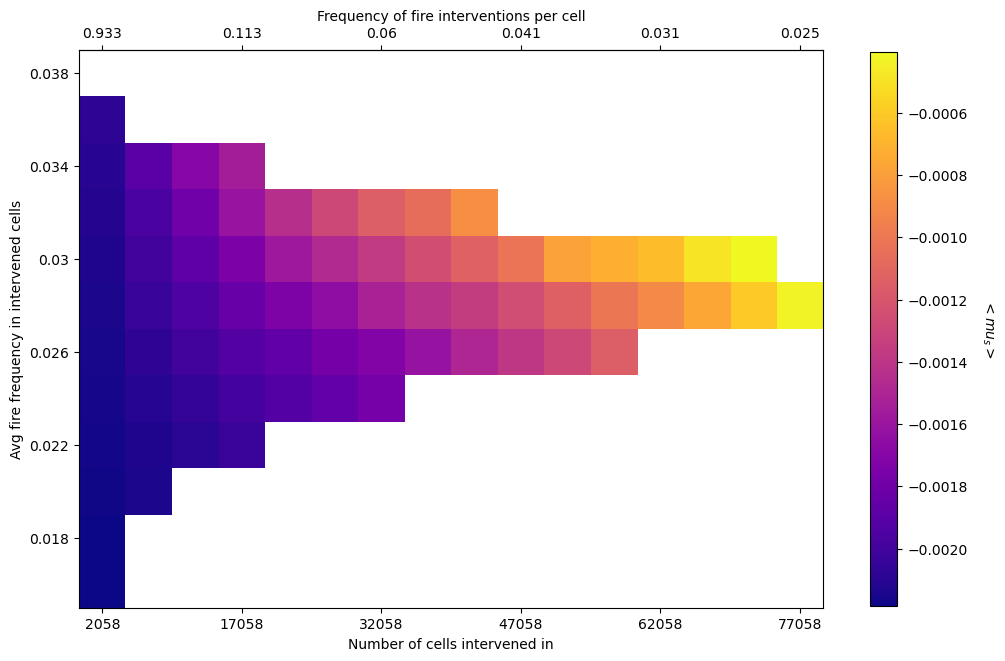 Frequency of fire interventions per cell
0.933 0.113 0.06 0.041 0.031 0.025
Avg fire frequency in intervened cells
0.038
0.034
0.03
0.026
0.022
0.018
2058 17058 32058 47058 62058 77058
Number of cells intervened in
−0.0006
−0.0008
−0.0010
−0.0012
−0.0014
−0.0016
−0.0018
−0.0020
< mu_s >